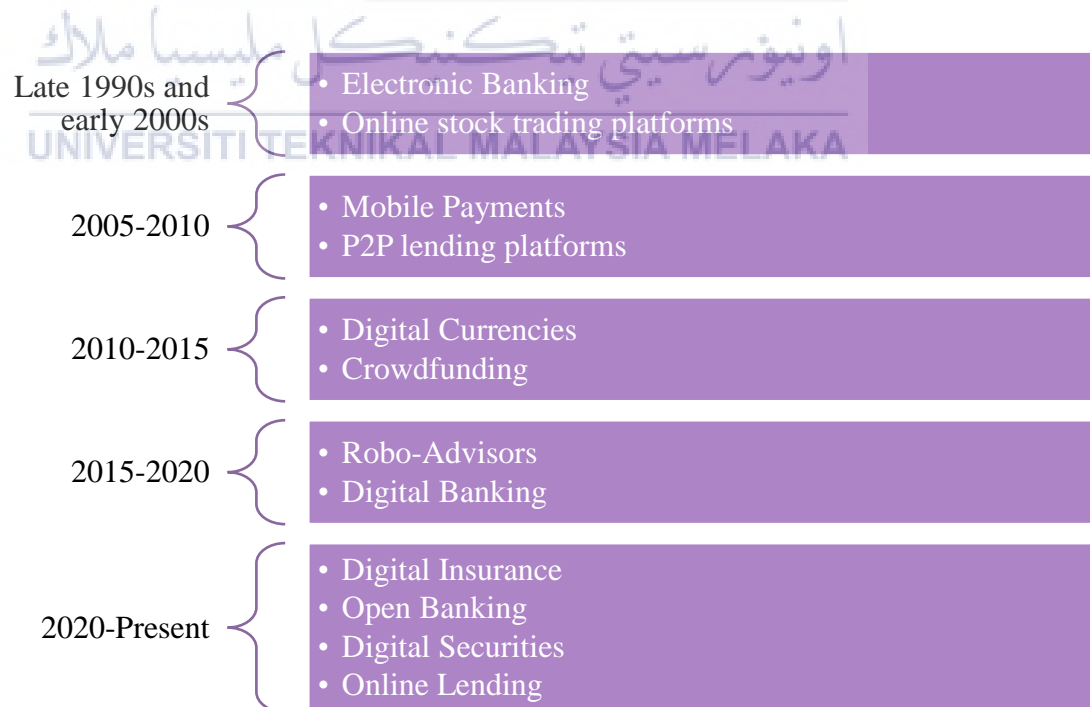 اونيۏرسيتي تيكنيكل مليسيا ملاك
Late 1990s and
early 2000s
• Electronic Banking
• Online stock trading platforms
UNIVERSITI TEKNIKAL MALAYSIA MELAKA
2005-2010
• Mobile Payments
• P2P lending platforms
2010-2015
• Digital Currencies
• Crowdfunding
2015-2020
• Robo-Advisors
• Digital Banking
2020-Present
• Digital Insurance
• Open Banking
• Digital Securities
• Online Lending